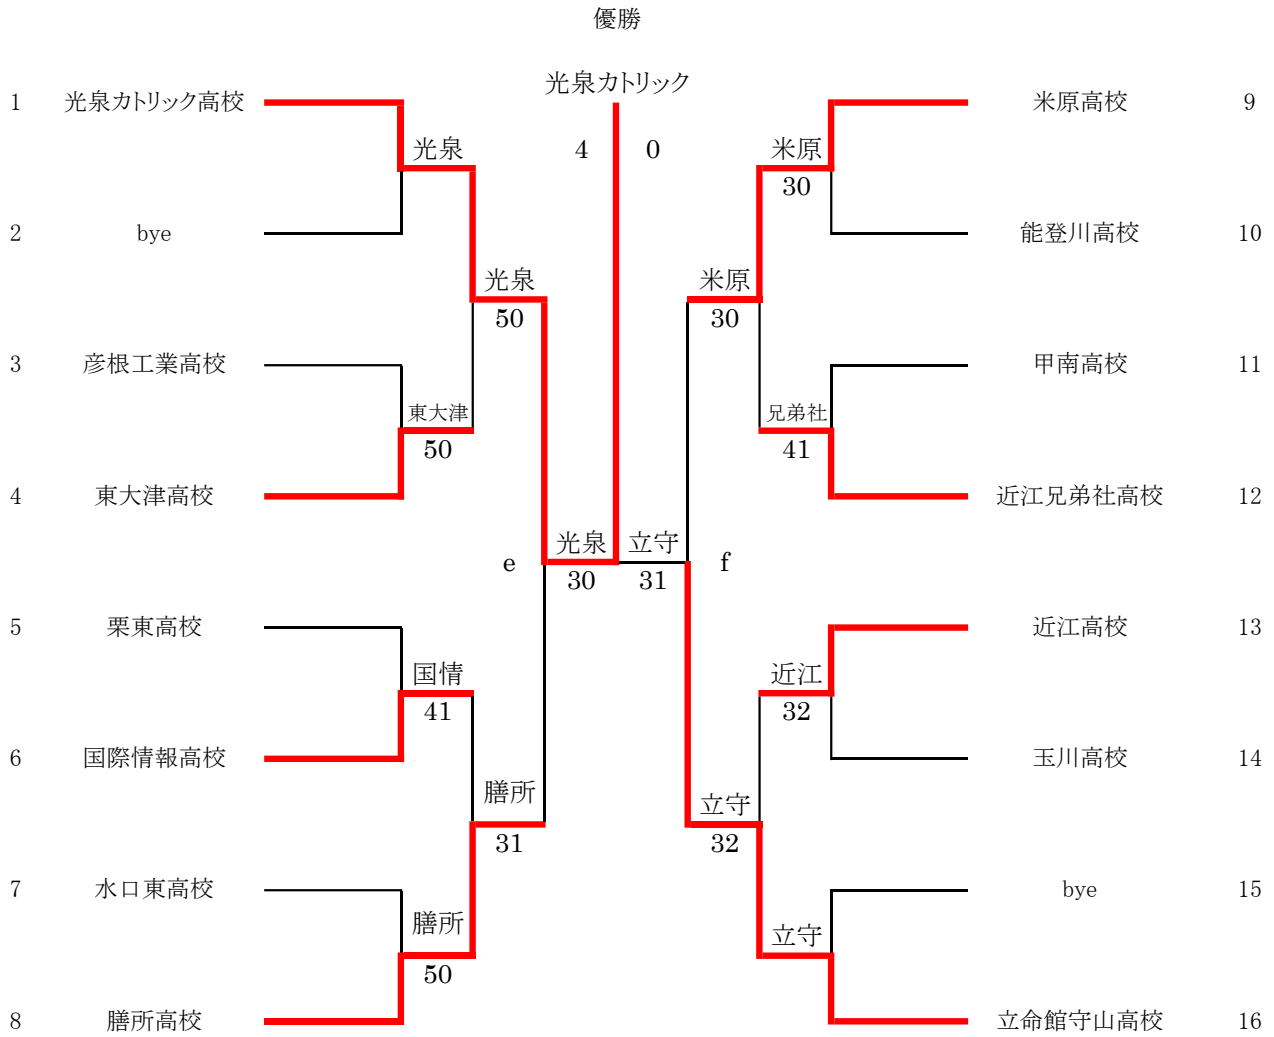 優勝
光泉カトリック
1 光泉カトリック高校 米原高校 9
光泉 4 0 米原
30
2 bye 能登川高校 10
光泉 米原
50 30
3 彦根工業高校 甲南高校 11
東大津 兄弟社
50 41
4 東大津高校 近江兄弟社高校 12
e 光泉 立守 f
30 31
5 栗東高校 近江高校 13
国情 近江
41 32
6 国際情報高校 玉川高校 14
膳所 立守
31 32
7 水口東高校 bye 15
膳所 立守
50
8 膳所高校 立命館守山高校 16